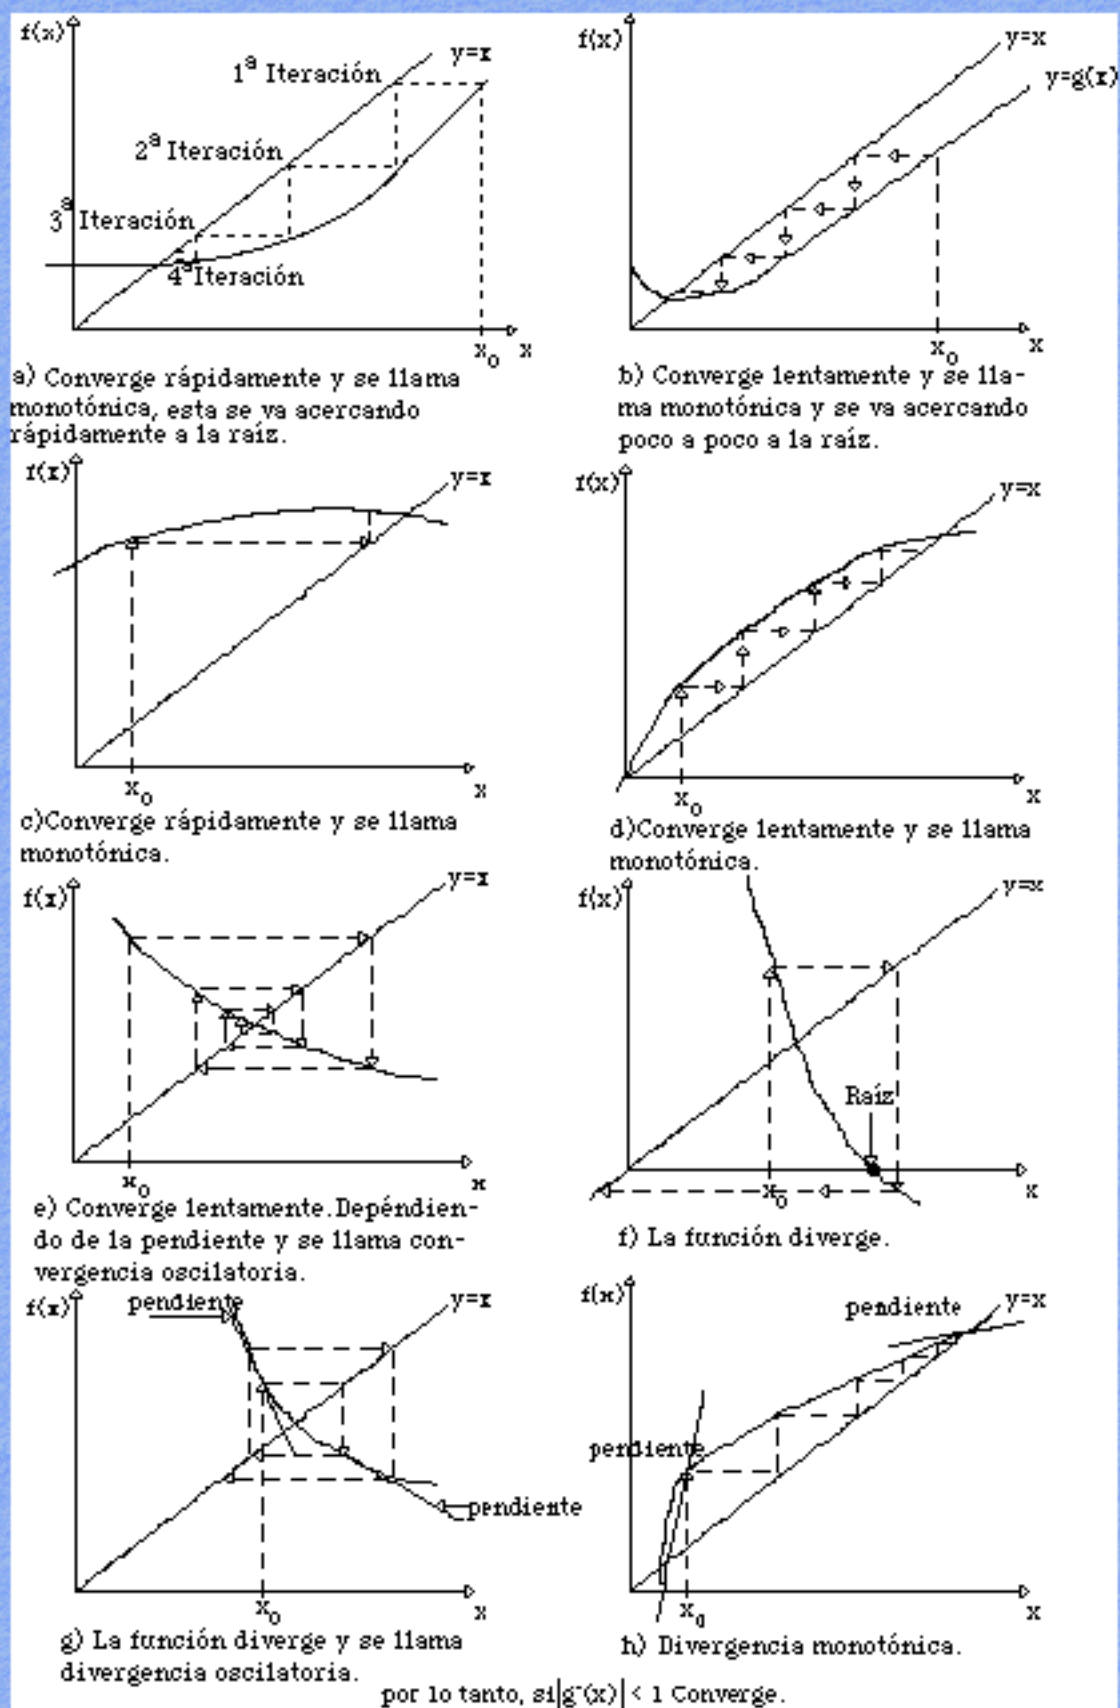 f(x)
y=x
1ª Iteración
2ª Iteración
3ª Iteración
4ª Iteración
x₀
x
a) Converge rápidamente y se llama
monotónica, esta se va acercando
rápidamente a la raíz.
f(x)
y=x
y=g(x)
x₀
x
b) Converge lentamente y se lla-
ma monotónica y se va acercando
poco a poco a la raíz.
f(x)
y=x
x₀
x
c)Converge rápidamente y se llama
monotónica.
f(x)
y=x
x₀
x
d)Converge lentamente y se llama
monotónica.
f(x)
y=x
x₀
x
e) Converge lentamente.Depéndien-
do de la pendiente y se llama con-
vergencia oscilatoria.
f(x)
y=x
Raíz
x₀
x
f) La función diverge.
f(x)
pendiente
y=x
pendiente
x₀
x
g) La función diverge y se llama
divergencia oscilatoria.
f(x)
pendiente
y=x
pendiente
x₀
x
h) Divergencia monotónica.
por lo tanto, si|g'(x)| < 1 Converge.